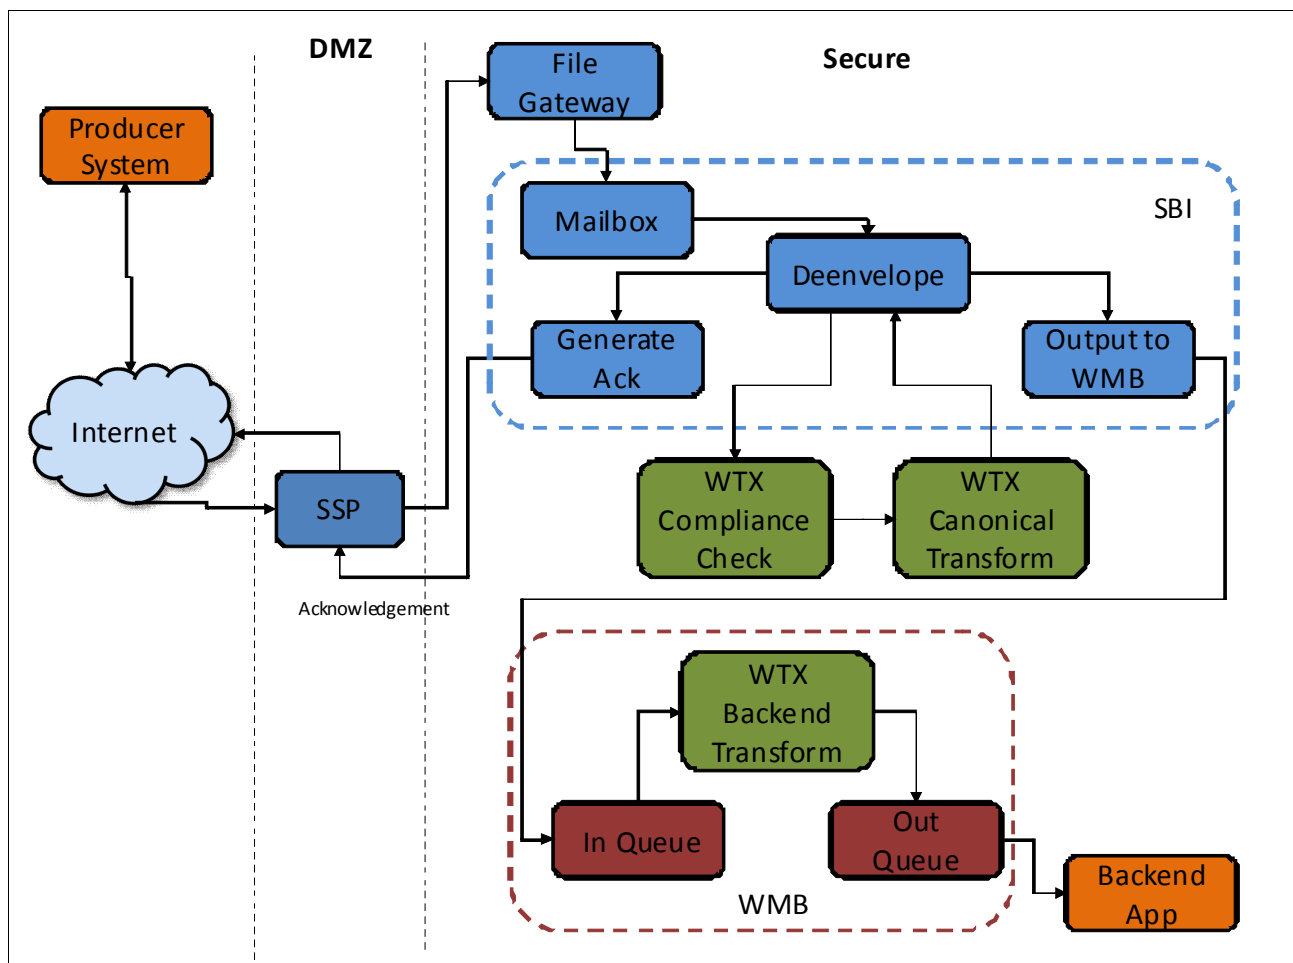 DMZ
Secure
File
Gateway
Producer
System
Mailbox
SBI
Deenvelope
Generate
Ack
Output to
WMB
Internet
SSP
WTX
Compliance
Check
WTX
Canonical
Transform
Acknowledgement
WTX
Backend
Transform
In Queue
Out
Queue
WMB
Backend
App